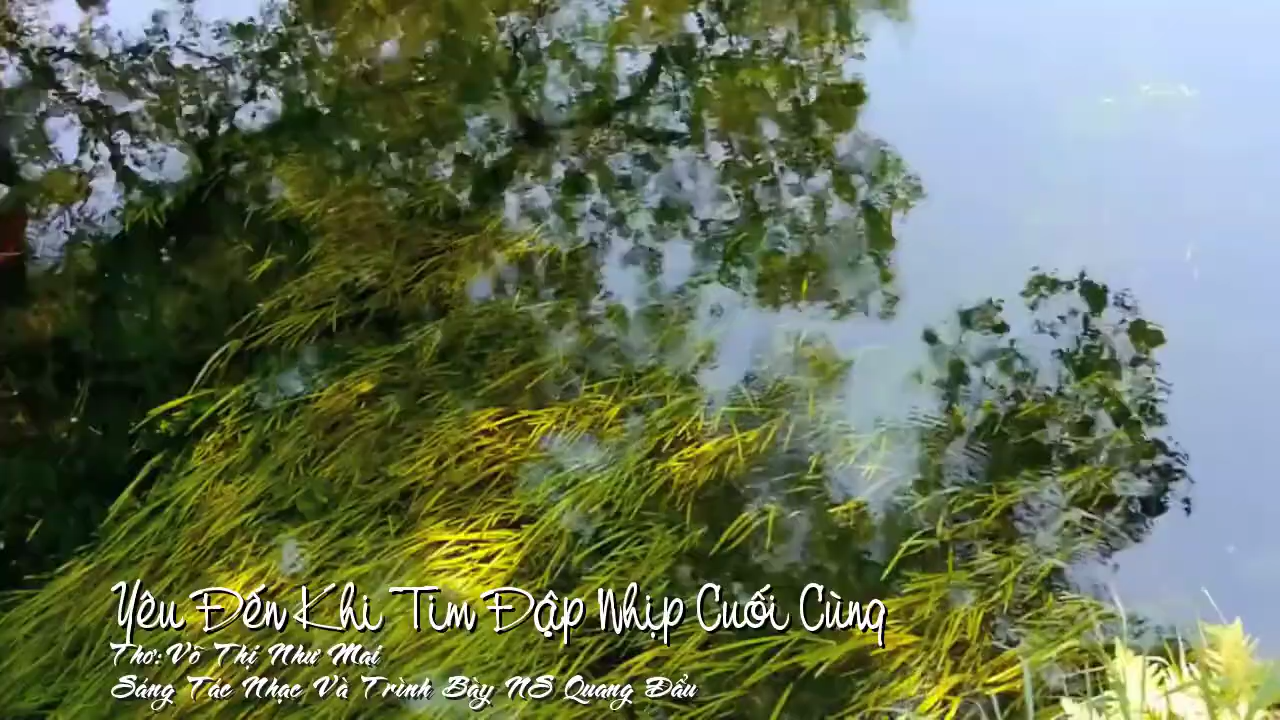 Yêu Đến Khi Tim Đập Nhịp Cuối Cùng
Thơ: Võ Thị Như Mai
Sáng Tác Nhạc Và Trình Bày NS Quang Đẩu